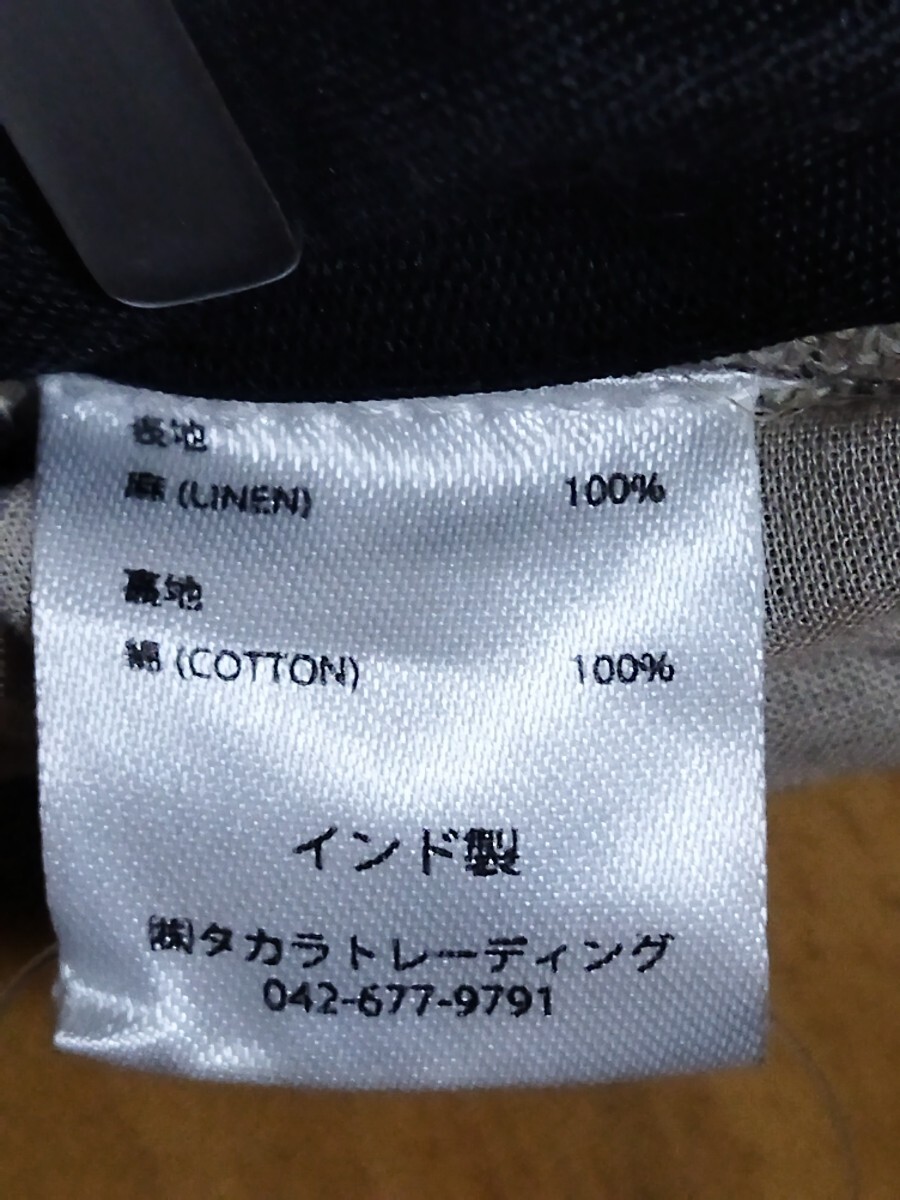 表地
麻 (LINEN) 100%
裏地
綿 (COTTON) 100%
インド製
㈱タカラトレーディング
042-677-9791